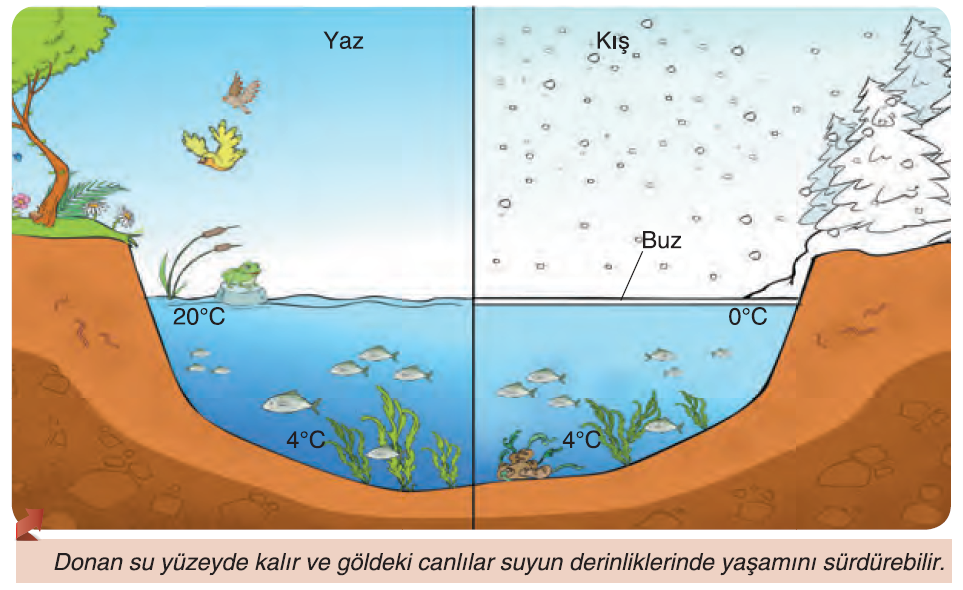 Yaz
Kış
Buz
20°C
0°C
4°C
4°C
Donan su yüzeyde kalır ve göldeki canlılar suyun derinliklerinde yaşamını sürdürebilir.